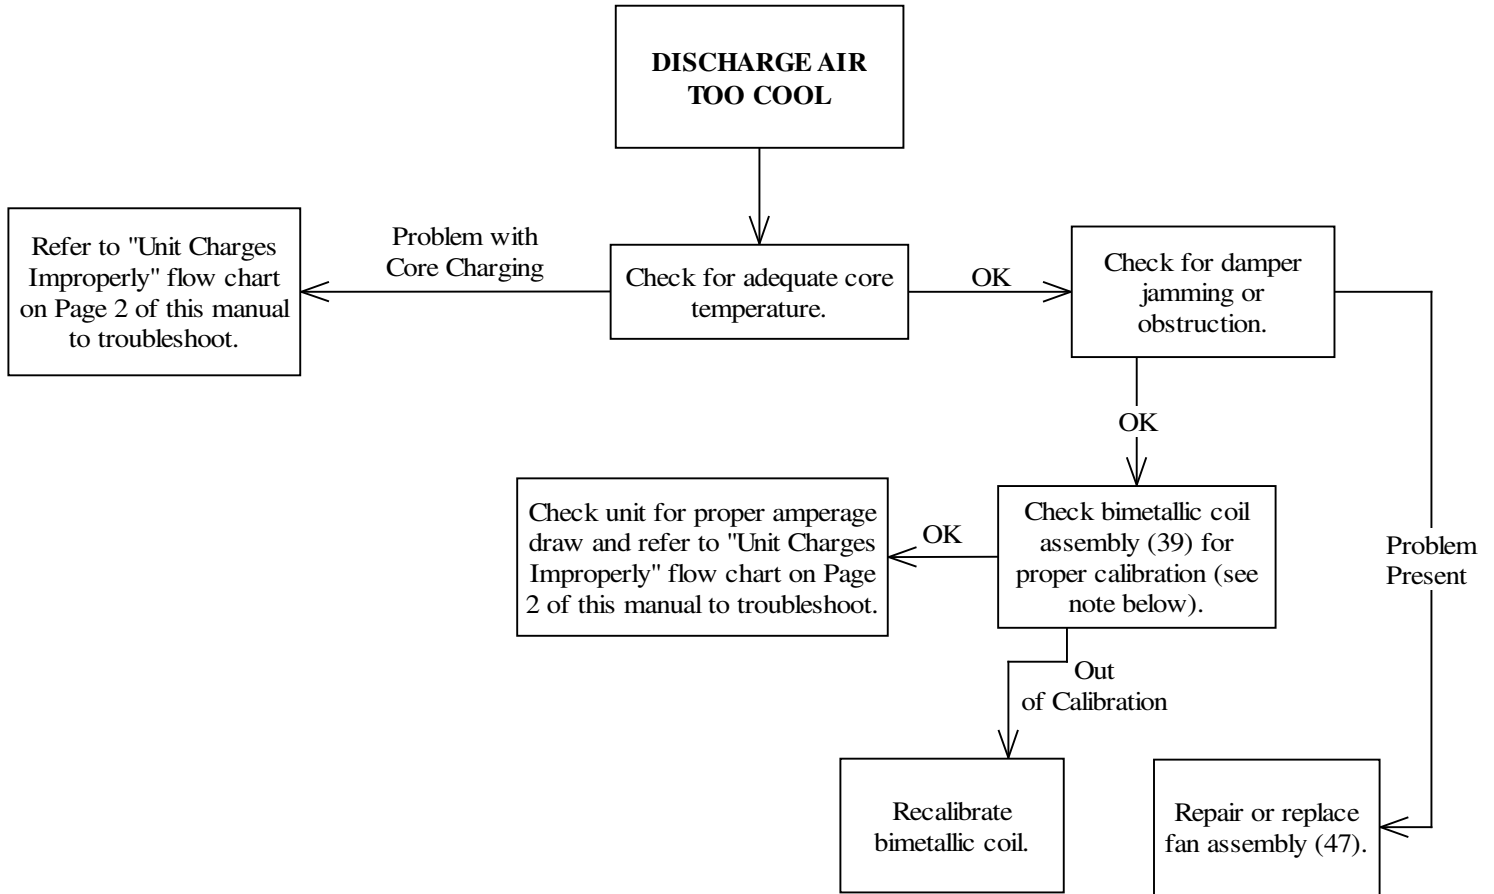 DISCHARGE AIR
TOO COOL
Refer to "Unit Charges
Improperly" flow chart
on Page 2 of this manual
to troubleshoot.
Problem with
Core Charging
Check for adequate core
temperature.
OK
Check for damper
jamming or
obstruction.
OK
Check unit for proper amperage
draw and refer to "Unit Charges
Improperly" flow chart on Page
2 of this manual to troubleshoot.
OK
Check bimetallic coil
assembly (39) for
proper calibration (see
note below).
Problem
Present
Out
of Calibration
Recalibrate
bimetallic coil.
Repair or replace
fan assembly (47).